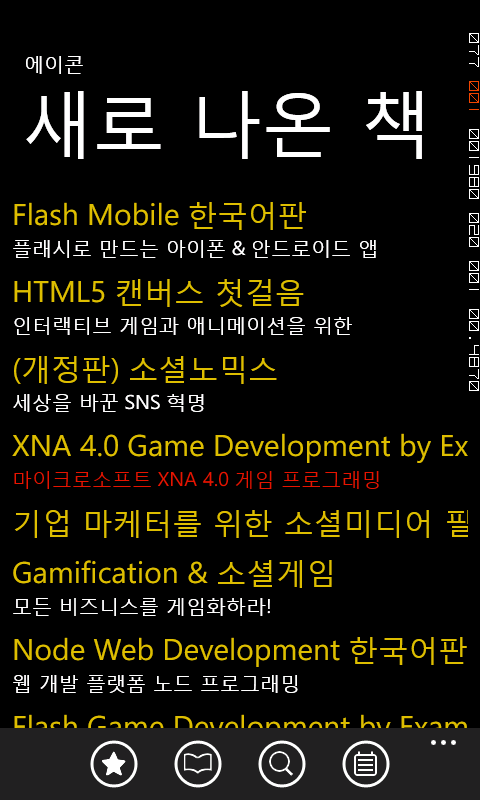 에이콘
새로 나온 책
Flash Mobile 한국어판
플래시로 만드는 아이폰 & 안드로이드 앱
HTML5 캔버스 첫걸음
인터랙티브 게임과 애니메이션을 위한
(개정판) 소셜노믹스
세상을 바꾼 SNS 혁명
XNA 4.0 Game Development by Ex
마이크로소프트 XNA 4.0 게임 프로그래밍
기업 마케터를 위한 소셜미디어 필
Gamification & 소셜게임
모든 비즈니스를 게임화하라!
Node Web Development 한국어판
웹 개발 플랫폼 노드 프로그래밍
Flash Game Development by Exam
077 001 001980 020 001 00.4870